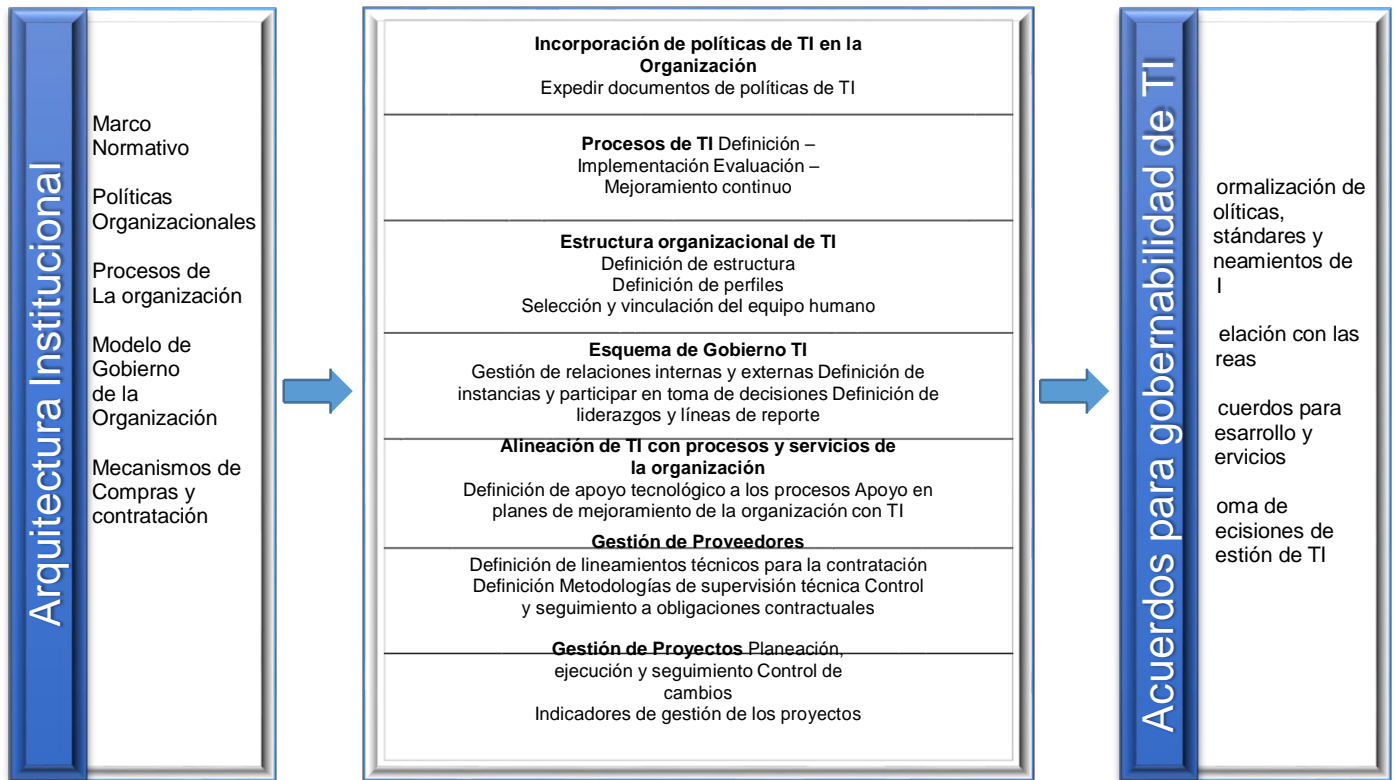 Arquitectura Institucional
Marco
Normativo
Políticas
Organizacionales
Procesos de
La organización
Modelo de
Gobierno
de la
Organización
Mecanismos de
Compras y
contratación
Incorporación de políticas de TI en la
Organización
Expedir documentos de políticas de TI
Procesos de TI Definición –
Implementación Evaluación –
Mejoramiento continuo
Estructura organizacional de TI
Definición de estructura
Definición de perfiles
Selección y vinculación del equipo humano
Esquema de Gobierno TI
Gestión de relaciones internas y externas Definición de
instancias y participar en toma de decisiones Definición de
liderazgos y líneas de reporte
Alineación de TI con procesos y servicios de
la organización
Definición de apoyo tecnológico a los procesos Apoyo en
planes de mejoramiento de la organización con TI
Gestión de Proveedores
Definición de lineamientos técnicos para la contratación
Definición Metodologías de supervisión técnica Control
y seguimiento a obligaciones contractuales
Gestión de Proyectos Planeación,
ejecución y seguimiento Control de
cambios
Indicadores de gestión de los proyectos
Acuerdos para gobernabilidad de TI
ormalización de
olíticas,
stándares y
neamientos de
I
elación con las
reas
cuerdos para
esarrollo y
ervicios
oma de
ecisiones de
estión de TI